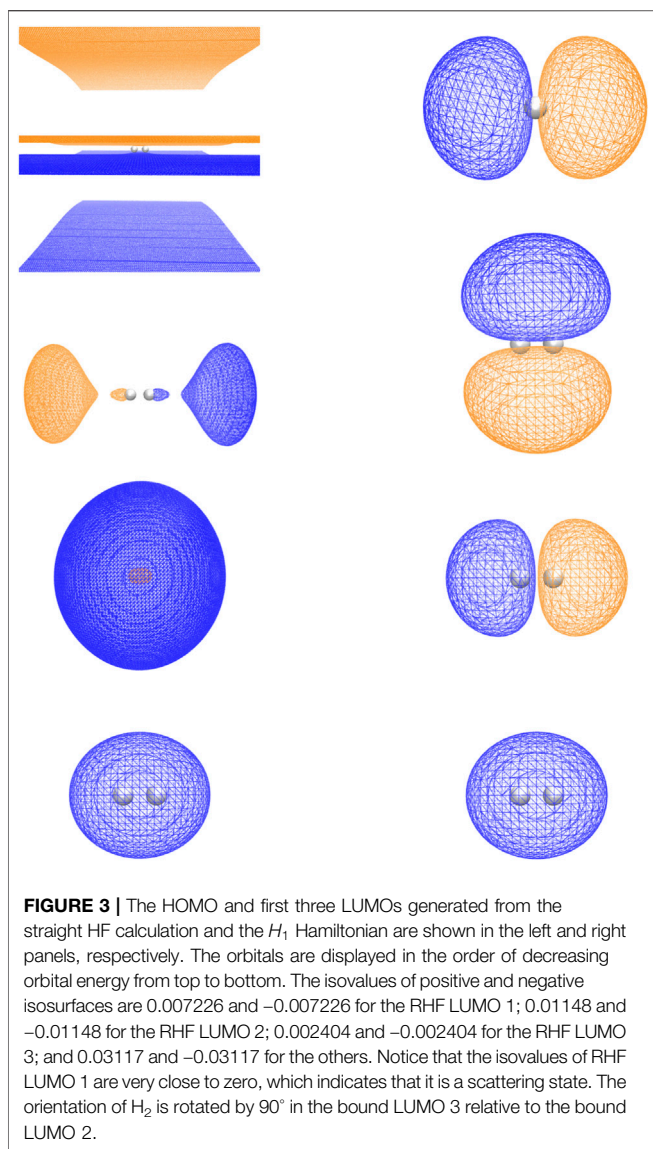 FIGURE 3 | The HOMO and first three LUMOs generated from the
straight HF calculation and the H₁ Hamiltonian are shown in the left and right
panels, respectively. The orbitals are displayed in the order of decreasing
orbital energy from top to bottom. The isovalues of positive and negative
isosurfaces are 0.007226 and −0.007226 for the RHF LUMO 1; 0.01148 and
−0.01148 for the RHF LUMO 2; 0.002404 and −0.002404 for the RHF LUMO
3; and 0.03117 and −0.03117 for the others. Notice that the isovalues of RHF
LUMO 1 are very close to zero, which indicates that it is a scattering state. The
orientation of H₂ is rotated by 90° in the bound LUMO 3 relative to the bound
LUMO 2.